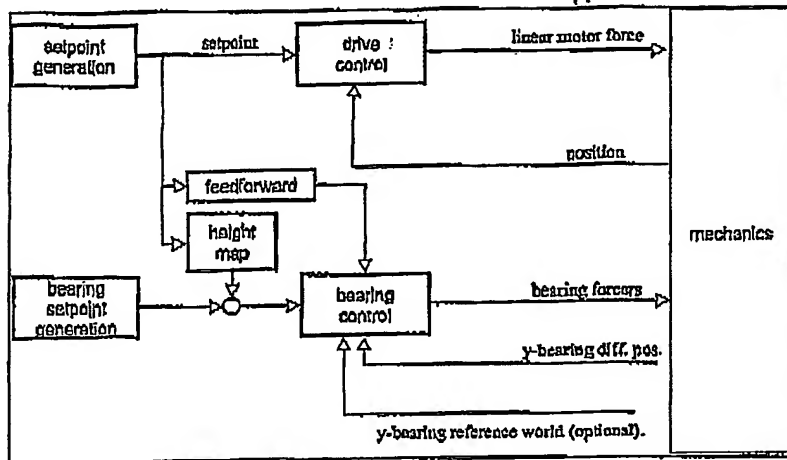 setpoint
generation
setpoint
drive
control
linear motor force
position
feedforward
height
map
mechanics
bearing
setpoint
generation
bearing
control
bearing forcers
y-bearing diff. pos.
y-bearing reference world (optional).